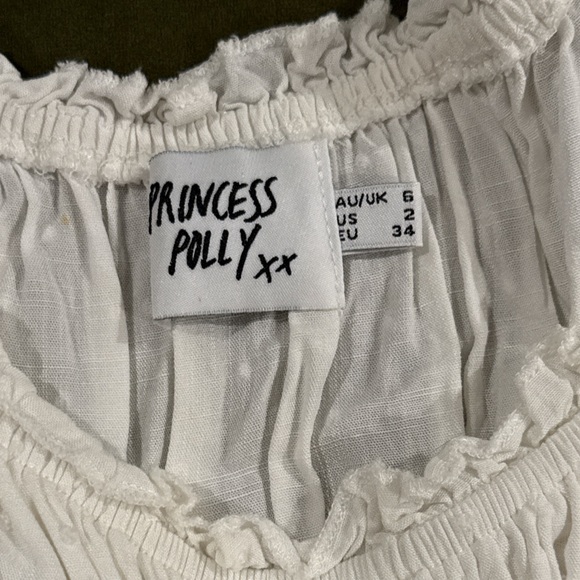 PRINCESS
POLLY xx
AU/UK 6
US 2
EU 34